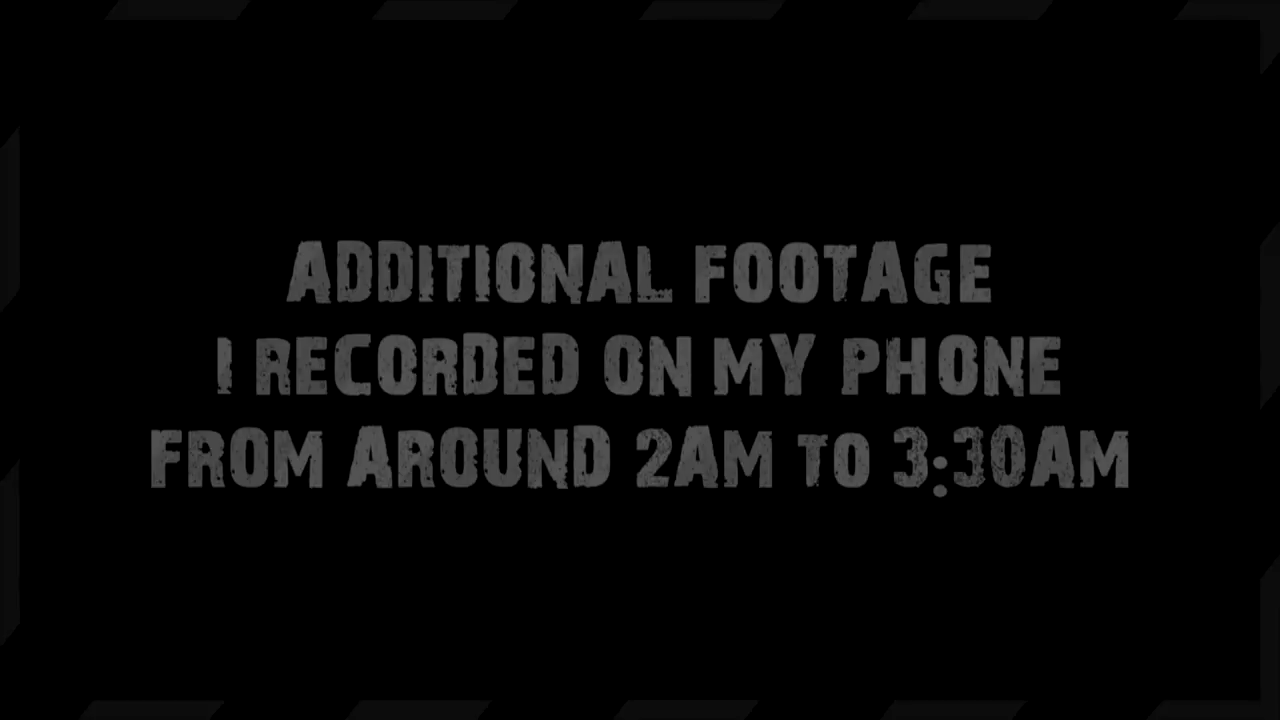 ADDITIONAL FOOTAGE
I RECORDED ON MY PHONE
FROM AROUND 2AM TO 3:30AM